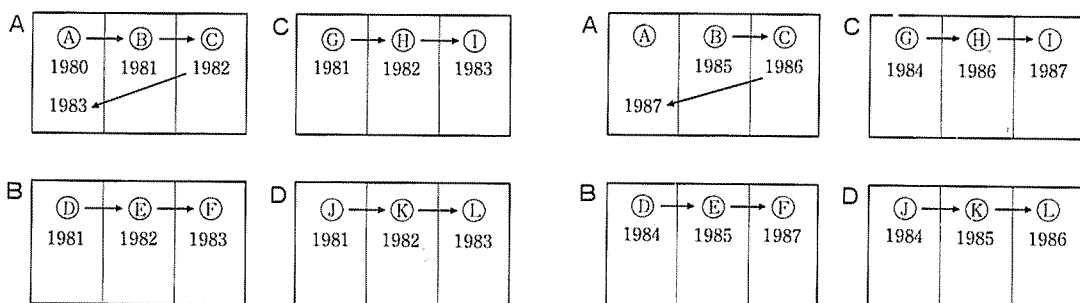 A
Ⓐ Ⓑ Ⓒ
1980 1981 1982
1983
C
Ⓖ Ⓗ Ⓘ
1981 1982 1983
B
Ⓓ Ⓔ Ⓕ
1981 1982 1983
D
Ⓙ Ⓚ Ⓛ
1981 1982 1983
A
Ⓐ Ⓑ Ⓒ
1985 1986
1987
C
Ⓖ Ⓗ Ⓘ
1984 1986 1987
B
Ⓓ Ⓔ Ⓕ
1984 1985 1987
D
Ⓙ Ⓚ Ⓛ
1984 1985 1986